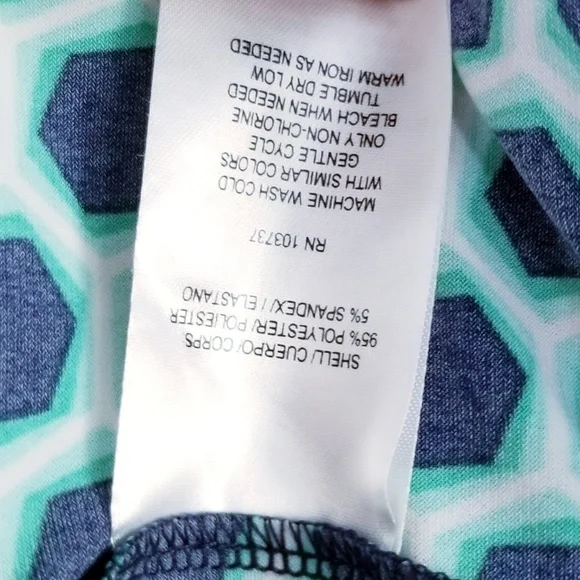 SHELL/ CUERPO/ CORPS
95% POLYESTER/ POLIESTER
5% SPANDEX/ ELASTANO
RN 103737
MACHINE WASH COLD
WITH SIMILAR COLORS
GENTLE CYCLE
ONLY NON-CHLORINE
BLEACH WHEN NEEDED
TUMBLE DRY LOW
WARM IRON AS NEEDED